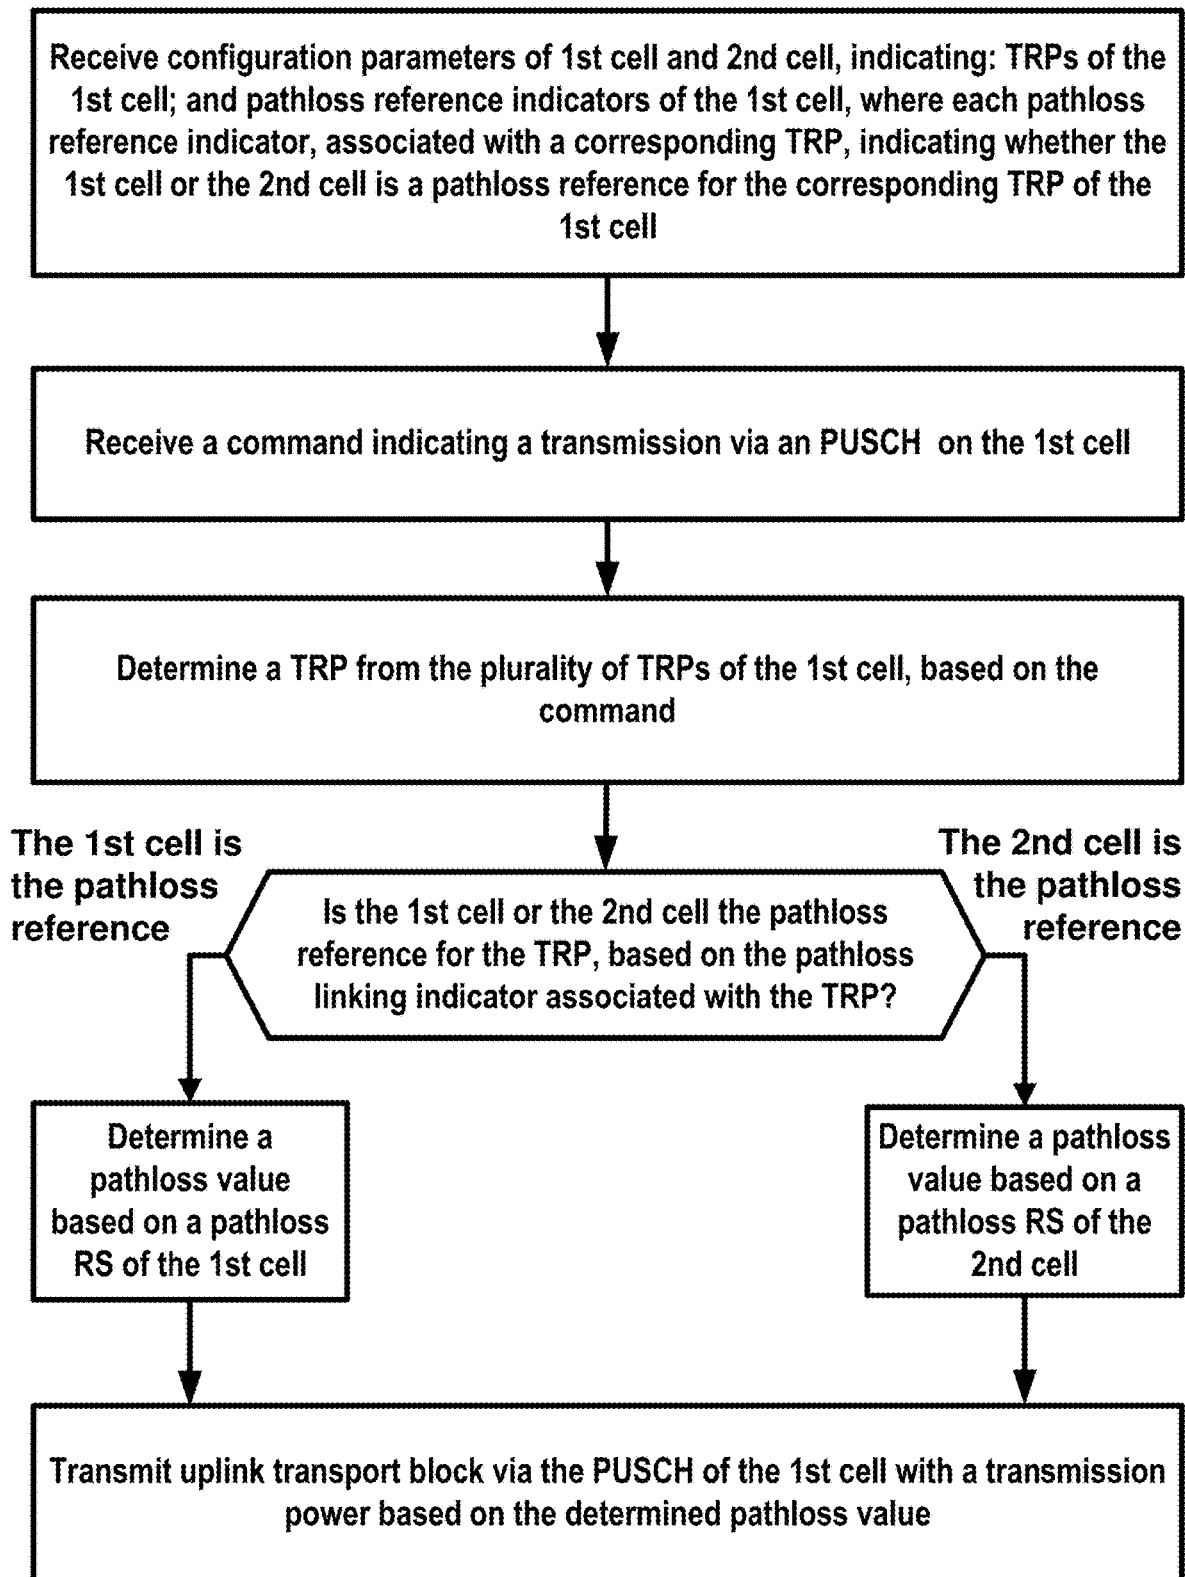 Receive configuration parameters of 1st cell and 2nd cell, indicating: TRPs of the
1st cell; and pathloss reference indicators of the 1st cell, where each pathloss
reference indicator, associated with a corresponding TRP, indicating whether the
1st cell or the 2nd cell is a pathloss reference for the corresponding TRP of the
1st cell
Receive a command indicating a transmission via an PUSCH on the 1st cell
Determine a TRP from the plurality of TRPs of the 1st cell, based on the
command
The 1st cell is
the pathloss
reference
The 2nd cell is
the pathloss
reference
Is the 1st cell or the 2nd cell the pathloss
reference for the TRP, based on the pathloss
linking indicator associated with the TRP?
Determine a
pathloss value
based on a pathloss
RS of the 1st cell
Determine a pathloss
value based on a
pathloss RS of the
2nd cell
Transmit uplink transport block via the PUSCH of the 1st cell with a transmission
power based on the determined pathloss value